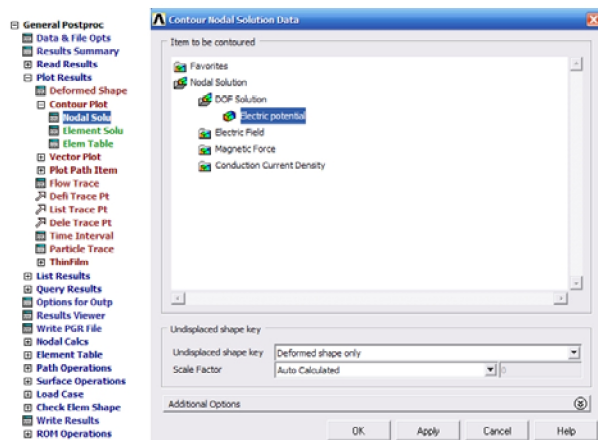 General Postproc
Data & File Opts
Results Summary
Read Results
Plot Results
Deformed Shape
Contour Plot
Nodal Solu
Element Solu
Elem Table
Vector Plot
Plot Path Item
Flow Trace
Defi Trace Pt
List Trace Pt
Dele Trace Pt
Time Interval
Particle Trace
ThinFilm
List Results
Query Results
Options for Outp
Results Viewer
Write PGR File
Nodal Calcs
Element Table
Path Operations
Surface Operations
Load Case
Check Elem Shape
Write Results
ROM Operations
Contour Nodal Solution Data
Item to be contoured
Favorites
Nodal Solution
DOF Solution
Electric potential
Electric Field
Magnetic Force
Conduction Current Density
Undisplaced shape key
Undisplaced shape key Deformed shape only
Scale Factor Auto Calculated 0
Additional Options
OK Apply Cancel Help